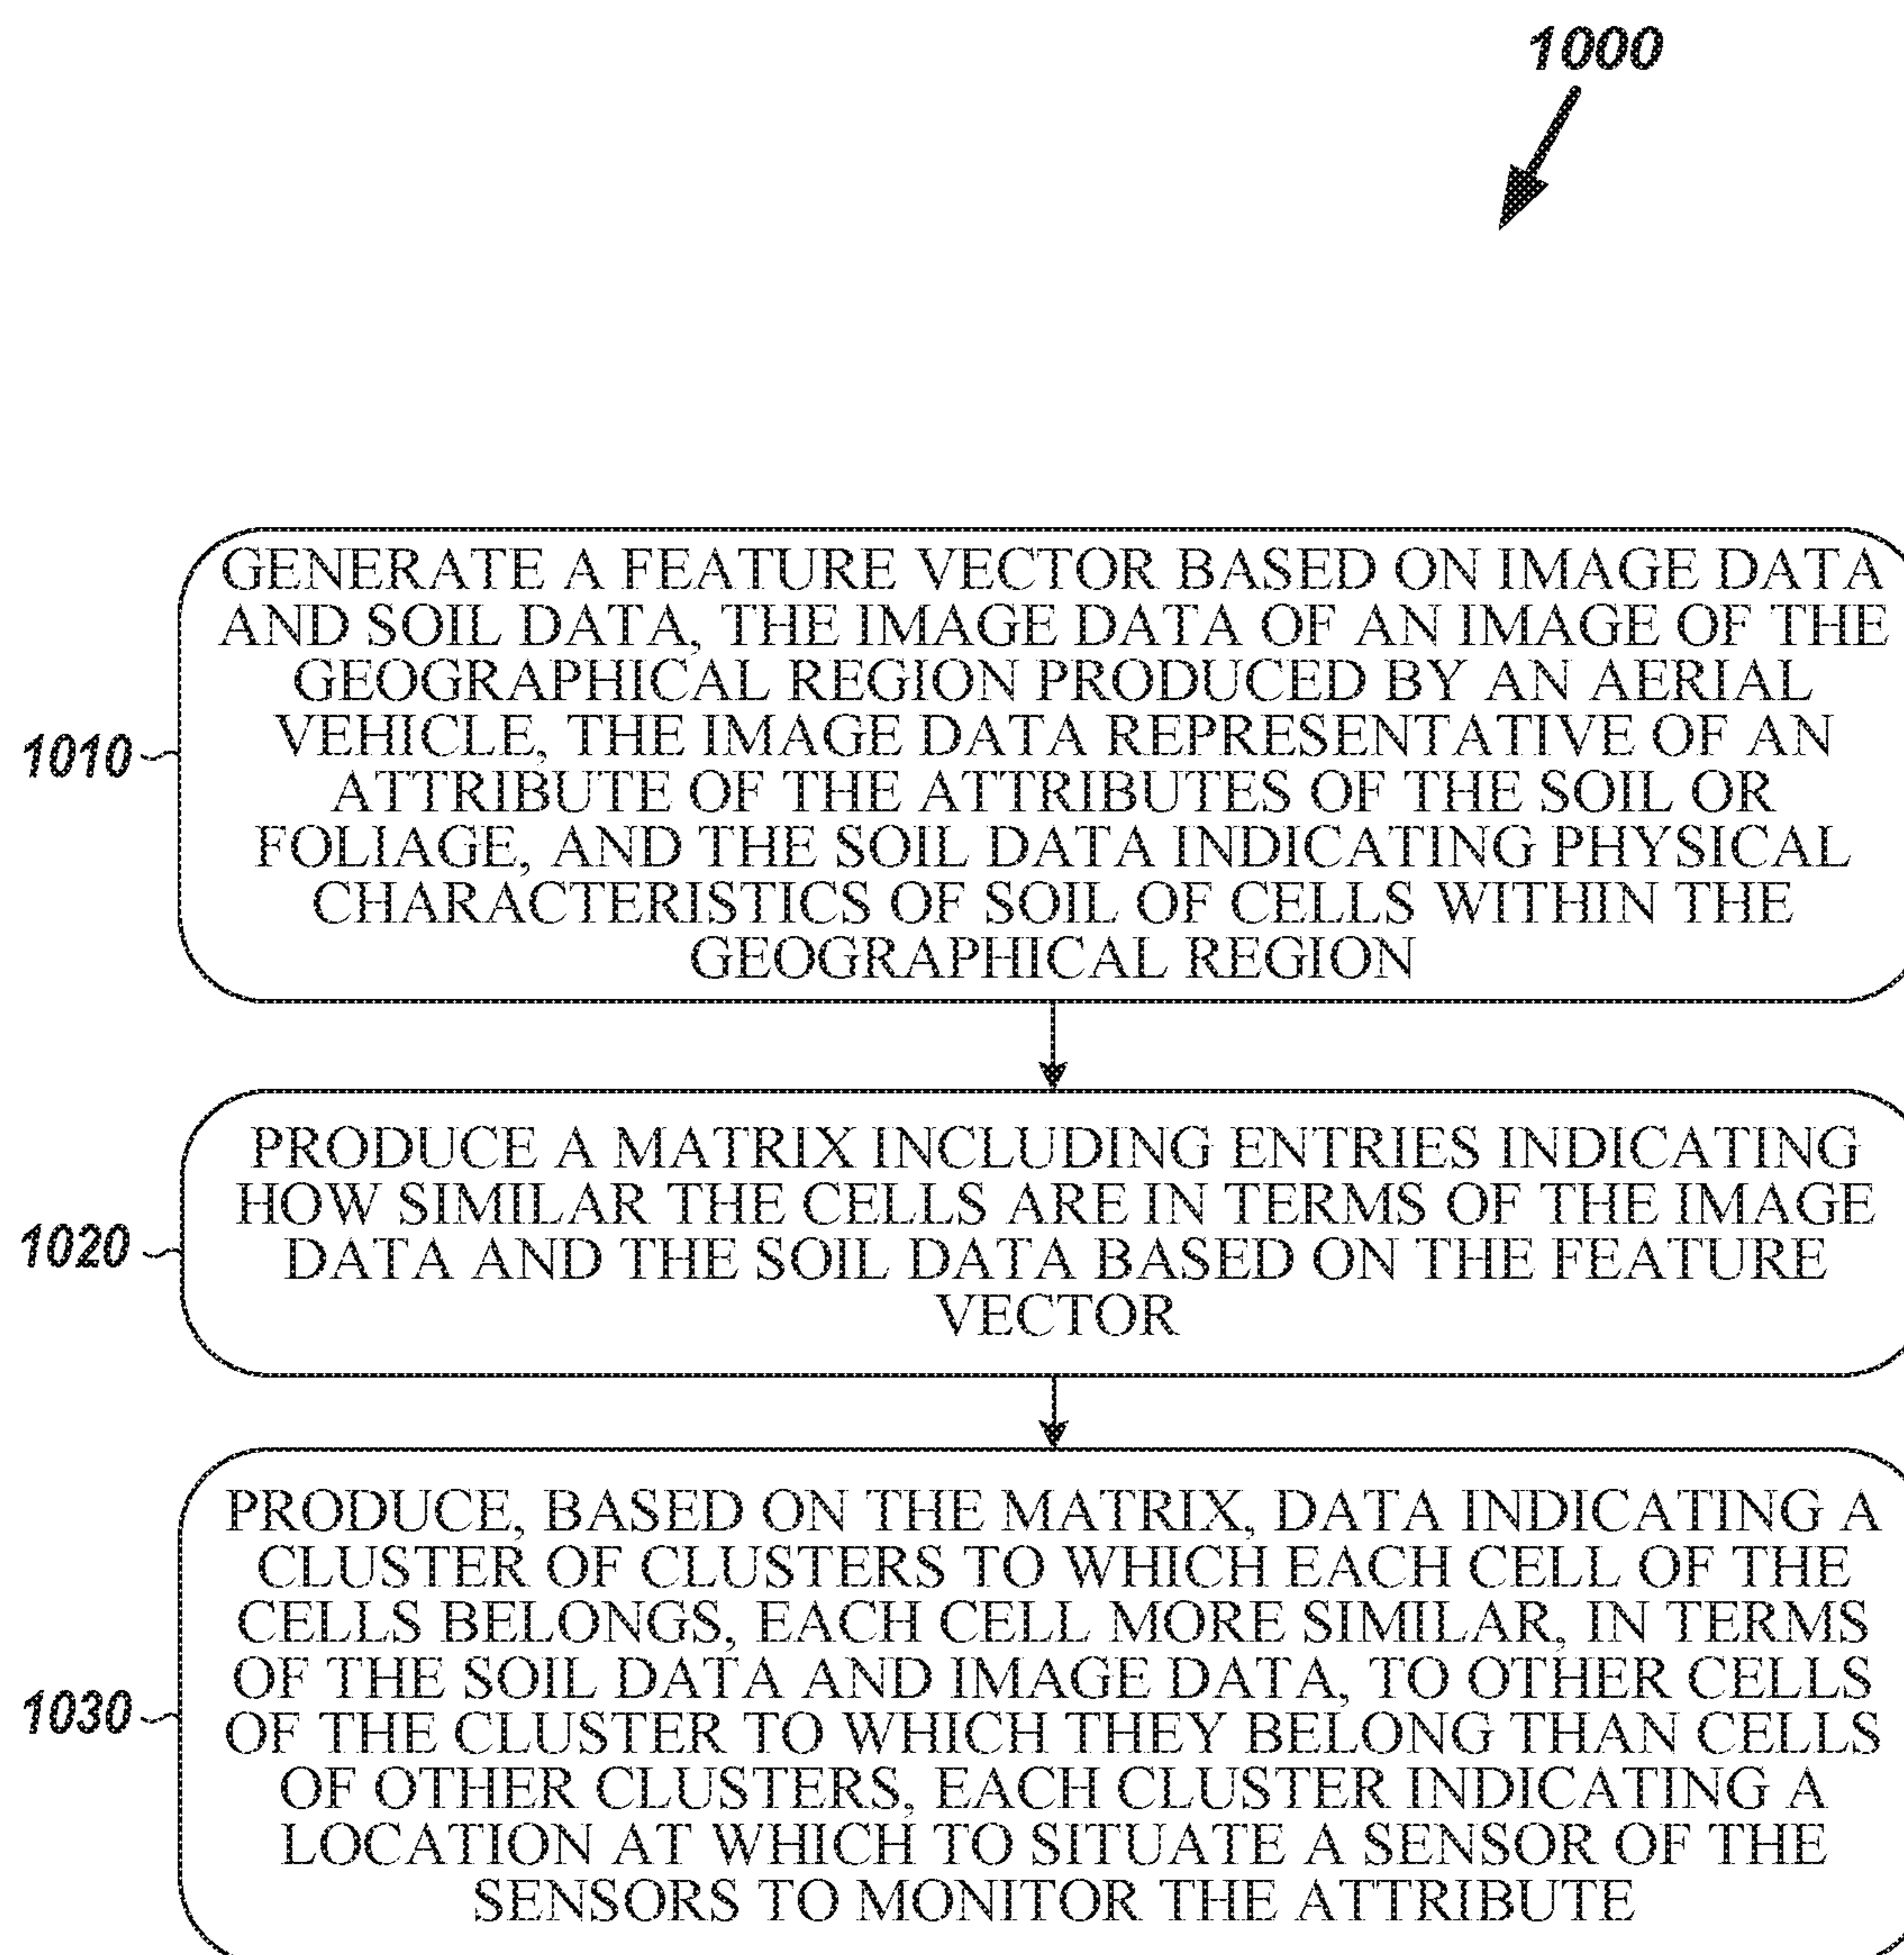 1000
GENERATE A FEATURE VECTOR BASED ON IMAGE DATA
AND SOIL DATA, THE IMAGE DATA OF AN IMAGE OF THE
GEOGRAPHICAL REGION PRODUCED BY AN AERIAL
VEHICLE, THE IMAGE DATA REPRESENTATIVE OF AN
ATTRIBUTE OF THE ATTRIBUTES OF THE SOIL OR
FOLIAGE, AND THE SOIL DATA INDICATING PHYSICAL
CHARACTERISTICS OF SOIL OF CELLS WITHIN THE
GEOGRAPHICAL REGION
1010
PRODUCE A MATRIX INCLUDING ENTRIES INDICATING
HOW SIMILAR THE CELLS ARE IN TERMS OF THE IMAGE
DATA AND THE SOIL DATA BASED ON THE FEATURE
VECTOR
1020
PRODUCE, BASED ON THE MATRIX, DATA INDICATING A
CLUSTER OF CLUSTERS TO WHICH EACH CELL OF THE
CELLS BELONGS, EACH CELL MORE SIMILAR, IN TERMS
OF THE SOIL DATA AND IMAGE DATA, TO OTHER CELLS
OF THE CLUSTER TO WHICH THEY BELONG THAN CELLS
OF OTHER CLUSTERS, EACH CLUSTER INDICATING A
LOCATION AT WHICH TO SITUATE A SENSOR OF THE
SENSORS TO MONITOR THE ATTRIBUTE
1030